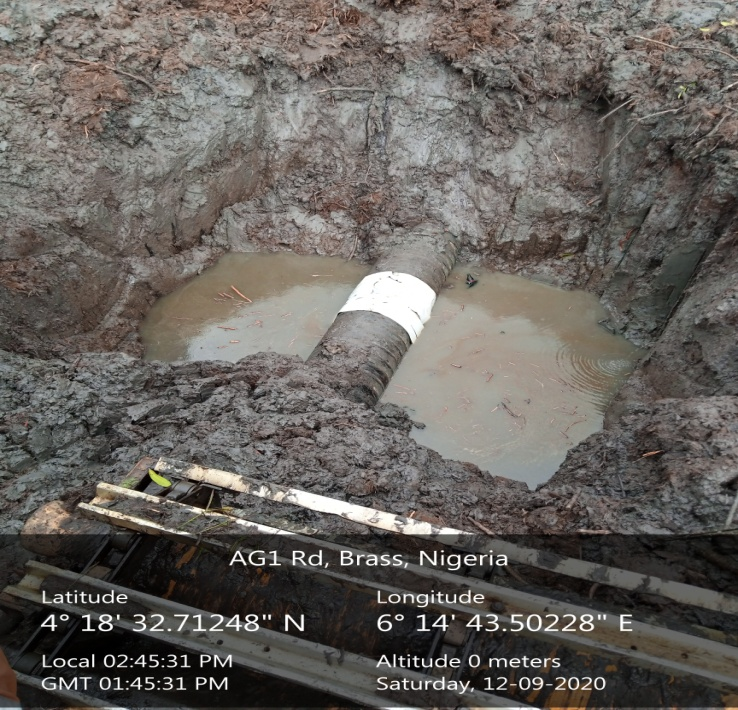 AG1 Rd, Brass, Nigeria
Latitude
4° 18' 32.71248" N
Longitude
6° 14' 43.50228" E
Local 02:45:31 PM
GMT 01:45:31 PM
Altitude 0 meters
Saturday, 12-09-2020